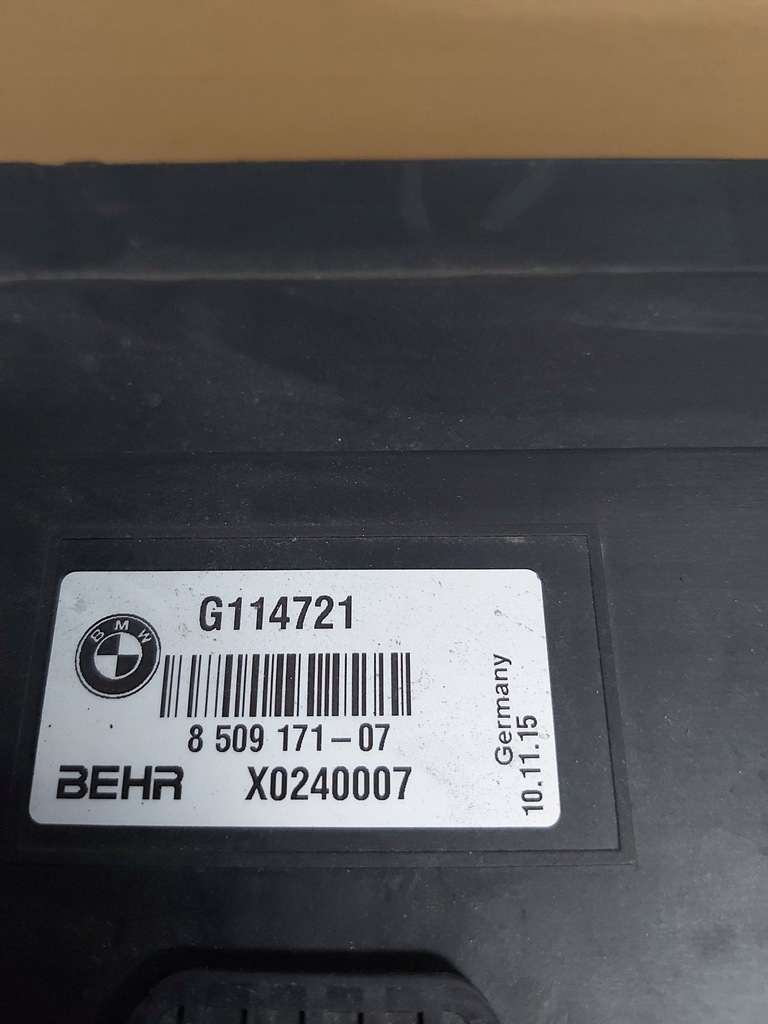 G114721
BMW
8 509 171-07
BEHR X0240007
Germany
10.11.15